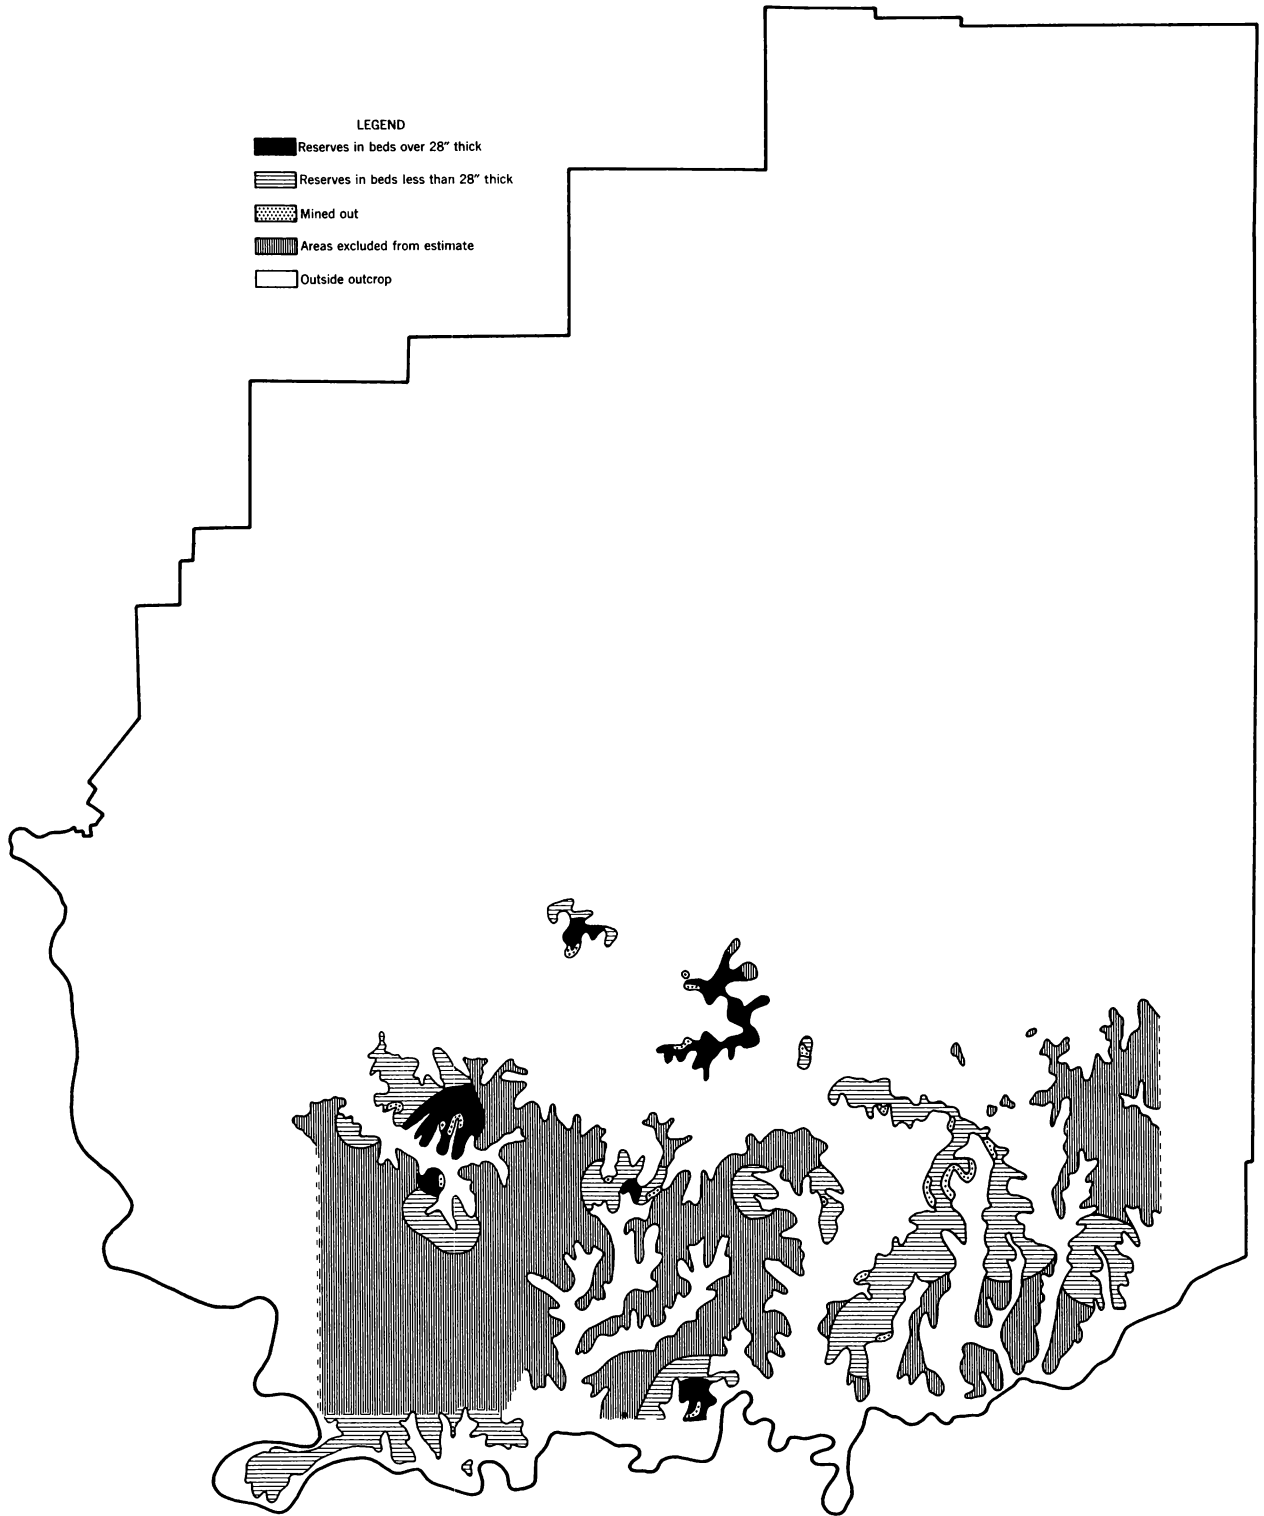 LEGEND
Reserves in beds over 28" thick
Reserves in beds less than 28" thick
Mined out
Areas excluded from estimate
Outside outcrop